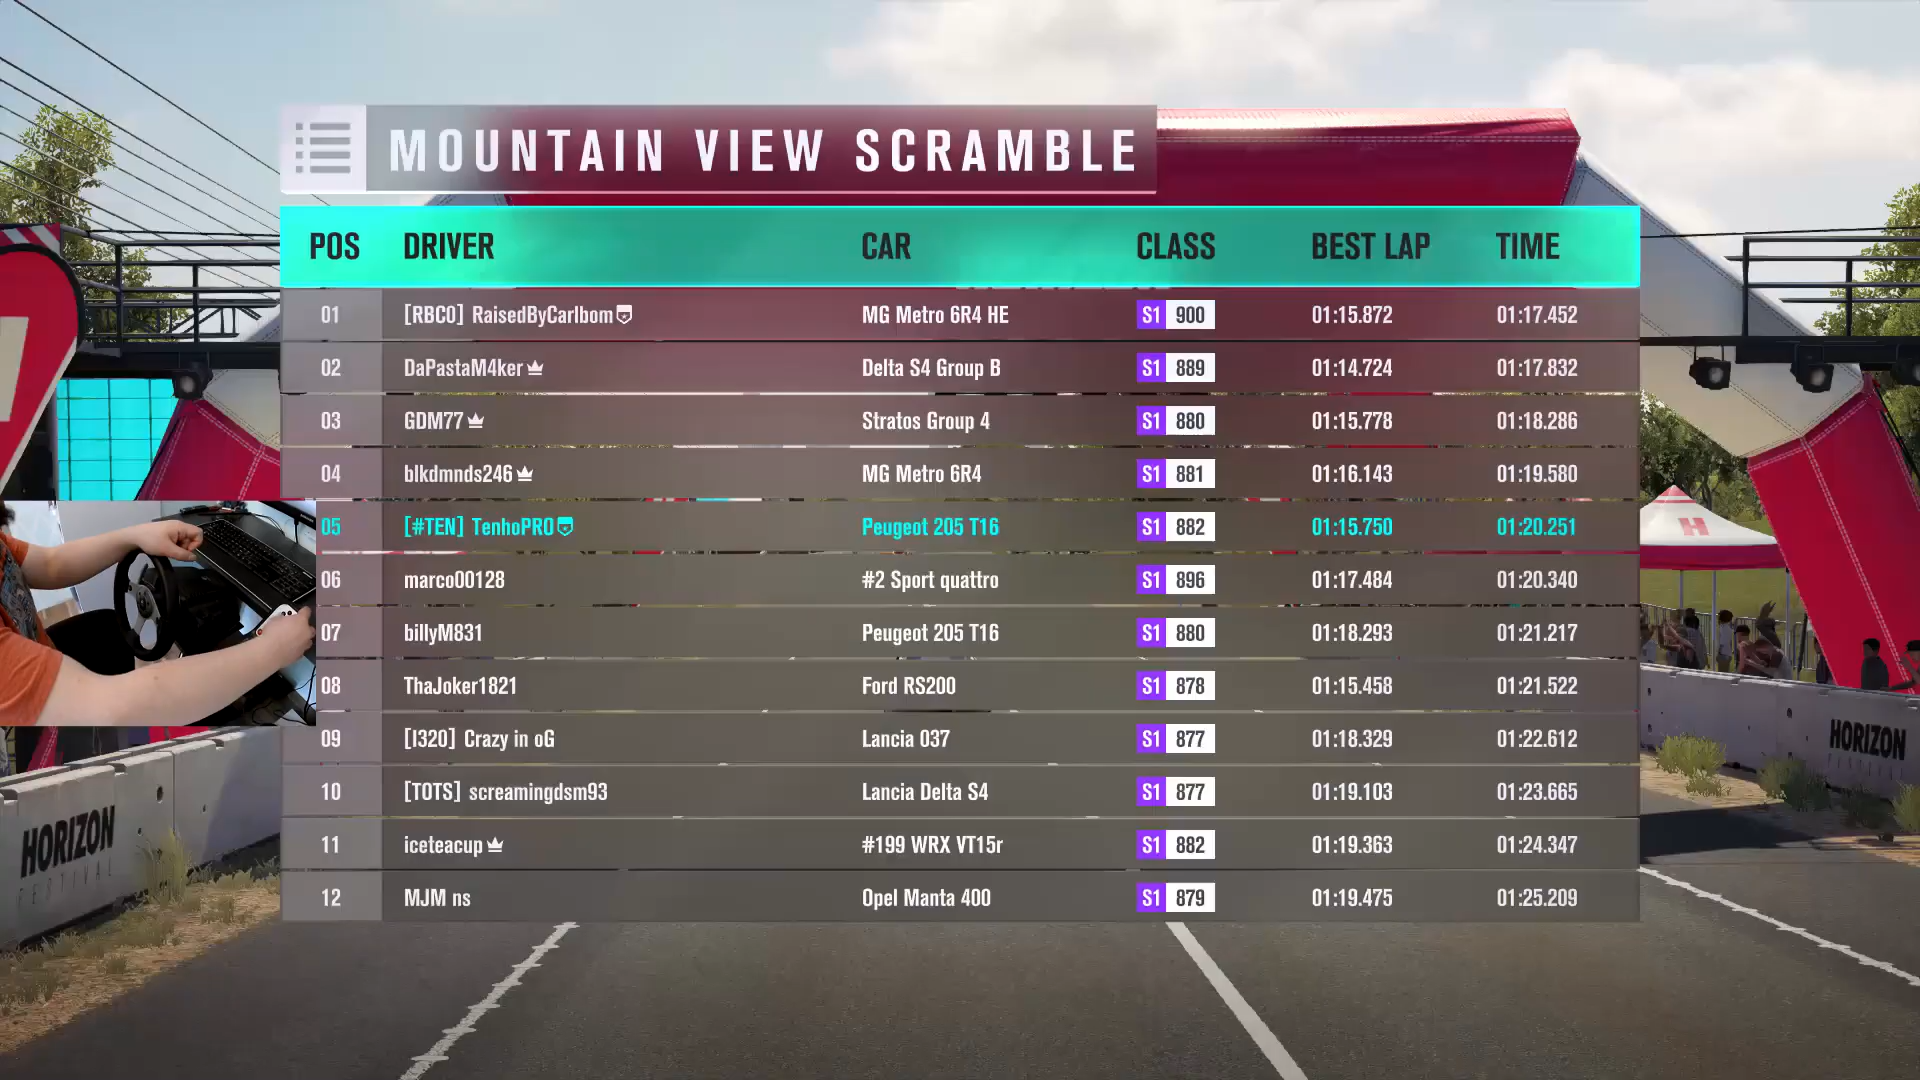 MOUNTAIN VIEW SCRAMBLE
POS DRIVER CAR CLASS BEST LAP TIME
01 [RBCO] RaisedByCarlbom MG Metro 6R4 HE S1 900 01:15.872 01:17.452
02 DaPastaM4ker Delta S4 Group B S1 889 01:14.724 01:17.832
03 GDM77 Stratos Group 4 S1 880 01:15.778 01:18.286
04 blkdmnds246 MG Metro 6R4 S1 881 01:16.143 01:19.580
05 [#TEN] TenhoPRO Peugeot 205 T16 S1 882 01:15.750 01:20.251
06 marco00128 #2 Sport quattro S1 896 01:17.484 01:20.340
07 billyM831 Peugeot 205 T16 S1 880 01:18.293 01:21.217
08 ThaJoker1821 Ford RS200 S1 878 01:15.458 01:21.522
09 [I320] Crazy in oG Lancia 037 S1 877 01:18.329 01:22.612
10 [TOTS] screamingdsm93 Lancia Delta S4 S1 877 01:19.103 01:23.665
11 iceteacup #199 WRX VT15r S1 882 01:19.363 01:24.347
12 MJM ns Opel Manta 400 S1 879 01:19.475 01:25.209
H
HORIZON
FESTIVAL
HORIZON
FESTIVAL